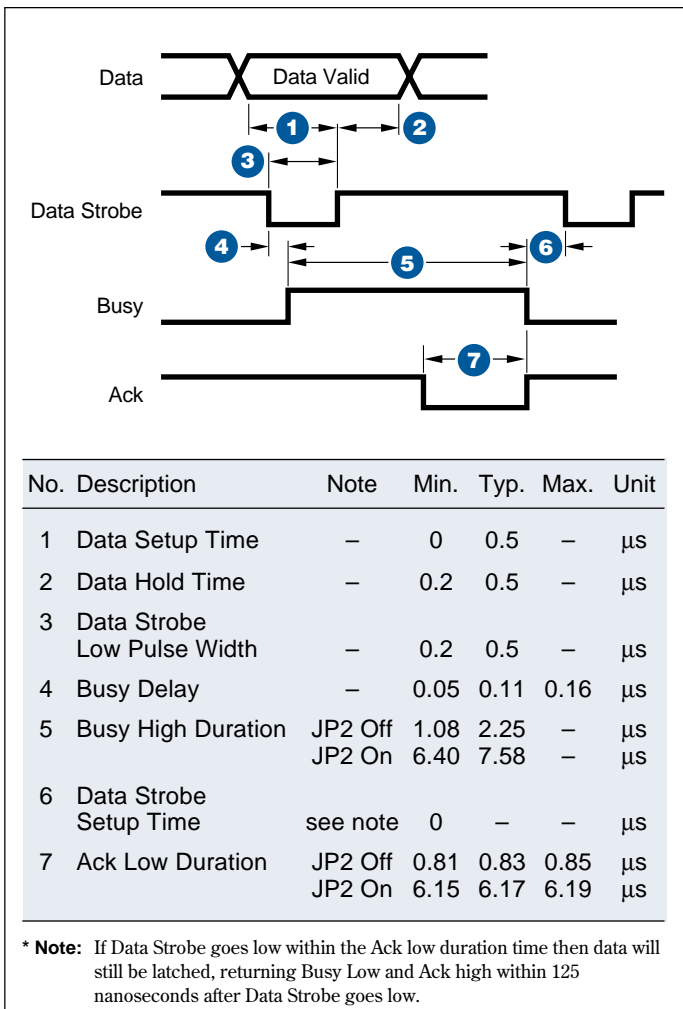 Data
Data Valid
1
2
3
Data Strobe
4
5
6
Busy
7
Ack
No. Description Note Min. Typ. Max. Unit
1 Data Setup Time – 0 0.5 – µs
2 Data Hold Time – 0.2 0.5 – µs
3 Data Strobe
Low Pulse Width – 0.2 0.5 – µs
4 Busy Delay – 0.05 0.11 0.16 µs
5 Busy High Duration JP2 Off 1.08 2.25 – µs
JP2 On 6.40 7.58 – µs
6 Data Strobe
Setup Time see note 0 – – µs
7 Ack Low Duration JP2 Off 0.81 0.83 0.85 µs
JP2 On 6.15 6.17 6.19 µs
* Note: If Data Strobe goes low within the Ack low duration time then data will
still be latched, returning Busy Low and Ack high within 125
nanoseconds after Data Strobe goes low.